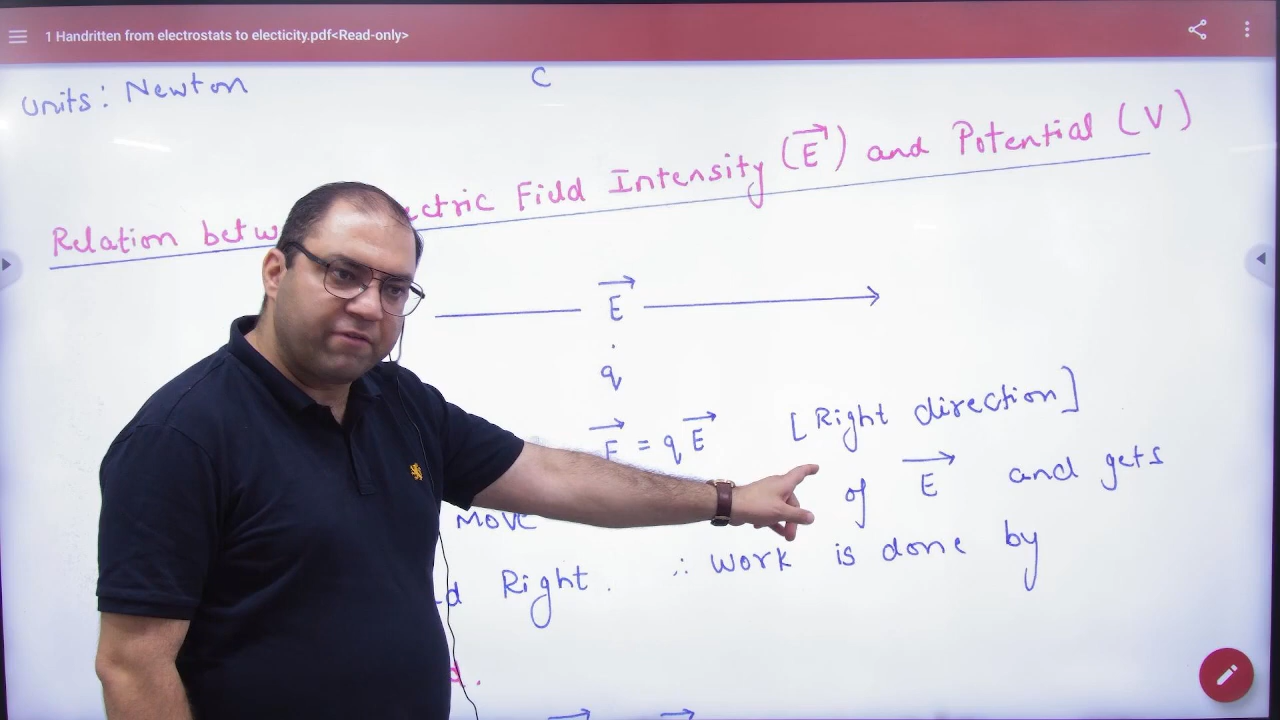 1 Handritten from electrostats to electicity.pdf<Read-only>
Units: Newton
C
Relation betw ectric Field Intensity (E) and Potential (V)
E
q
F = qE [Right direction]
move of E and gets
d Right. ∴ work is done by
d.